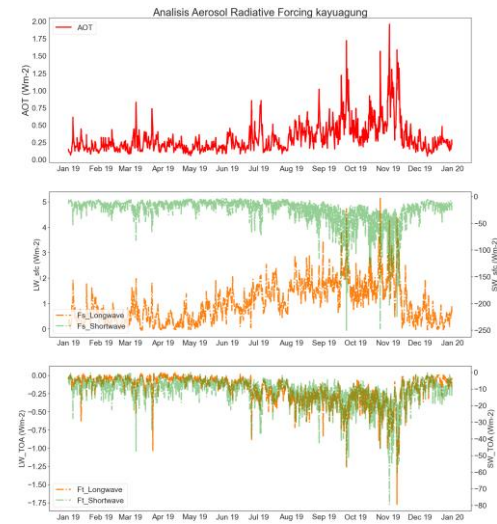 Analisis Aerosol Radiative Forcing kayuagung
AOT
AOT (Wm-2)
2.00
1.75
1.50
1.25
1.00
0.75
0.50
0.25
0.00
Jan 19 Feb 19 Mar 19 Apr 19 May 19 Jun 19 Jul 19 Aug 19 Sep 19 Oct 19 Nov 19 Dec 19 Jan 20
LW_sfc (Wm-2)
5
4
3
2
1
0
Fs_Longwave
Fs_Shortwave
0
−50
−100
−150
−200
−250
SW_sfc (Wm-2)
Jan 19 Feb 19 Mar 19 Apr 19 May 19 Jun 19 Jul 19 Aug 19 Sep 19 Oct 19 Nov 19 Dec 19 Jan 20
LW_TOA (Wm-2)
0.00
−0.25
−0.50
−0.75
−1.00
−1.25
−1.50
−1.75
Ft_Longwave
Ft_Shortwave
0
−10
−20
−30
−40
−50
−60
−70
−80
SW_TOA (Wm-2)
Jan 19 Feb 19 Mar 19 Apr 19 May 19 Jun 19 Jul 19 Aug 19 Sep 19 Oct 19 Nov 19 Dec 19 Jan 20